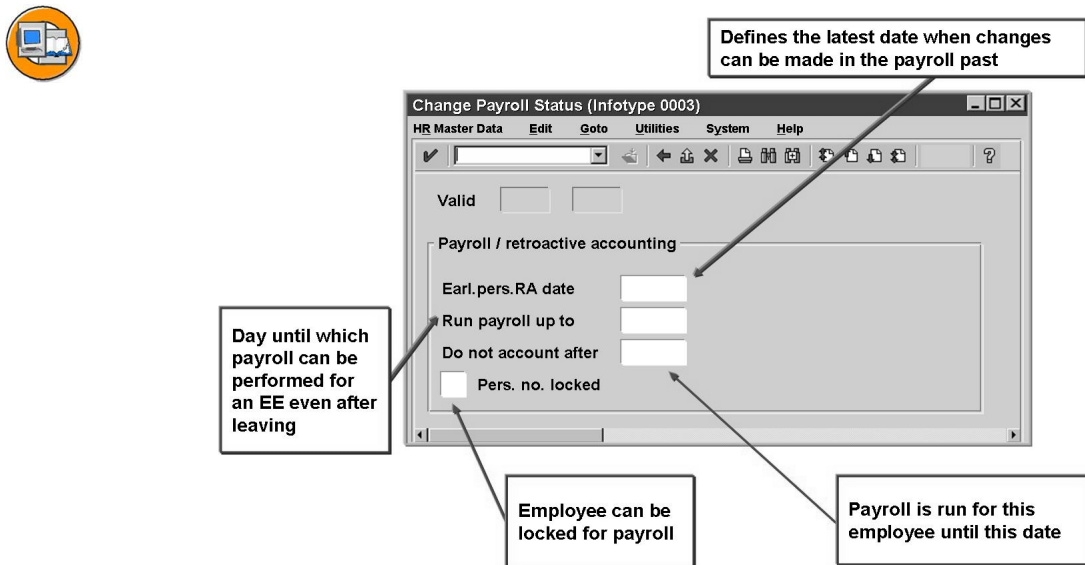 Defines the latest date when changes
can be made in the payroll past
Change Payroll Status (Infotype 0003)
HR Master Data Edit Goto Utilities System Help
Valid
Payroll / retroactive accounting
Earl.pers.RA date
Run payroll up to
Do not account after
Pers. no. locked
Day until which
payroll can be
performed for
an EE even after
leaving
Employee can be
locked for payroll
Payroll is run for this
employee until this date